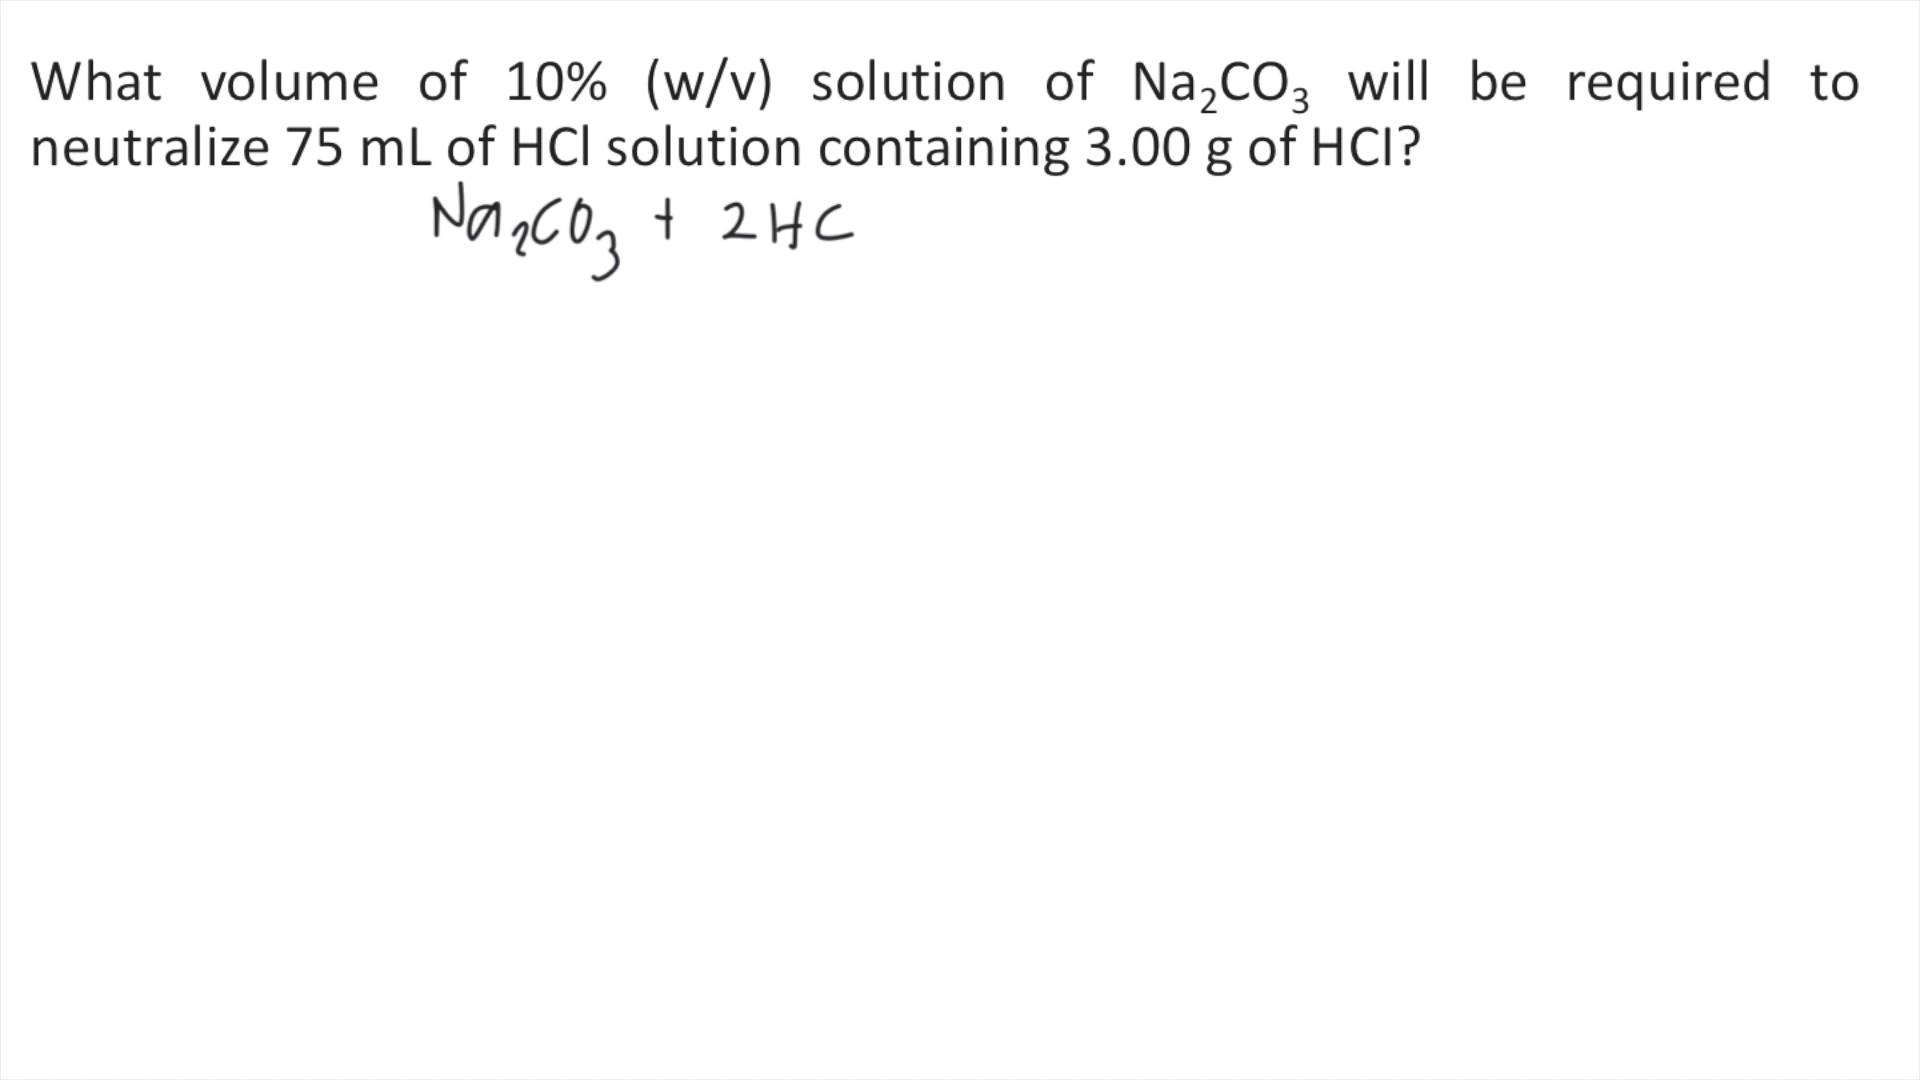 What volume of 10% (w/v) solution of Na₂CO₃ will be required to
neutralize 75 mL of HCl solution containing 3.00 g of HCl?
Na₂CO₃ + 2HC